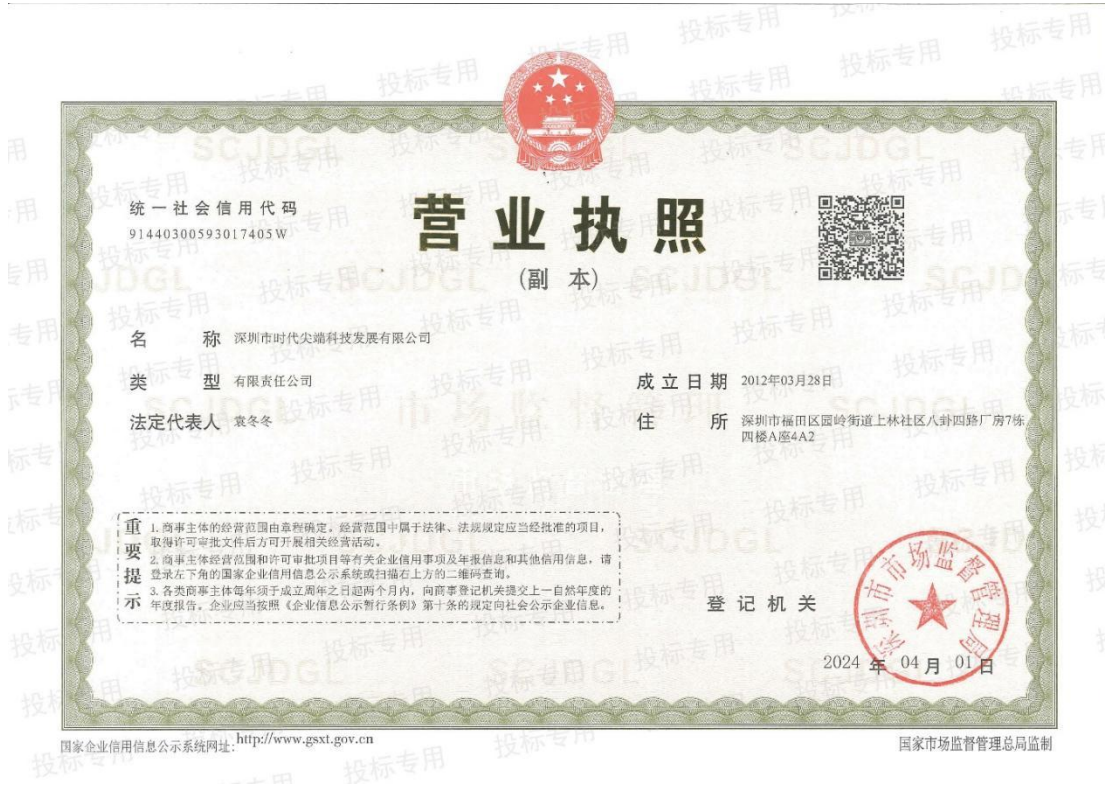 统一社会信用代码
91440300593017405W
营业执照
(副 本)
名 称 深圳市时代尖端科技发展有限公司
类 型 有限责任公司
成立日期 2012年03月28日
法定代表人 袁冬冬
住 所 深圳市福田区园岭街道上林社区八卦四路厂房7栋
四楼A座4A2
重要提示
1. 商事主体的经营范围由章程确定。经营范围中属于法律、法规规定应当经批准的项目,
取得许可审批文件后方可开展相关经营活动。
2. 商事主体经营范围和许可审批项目等有关企业信用事项及年报信息和其他信用信息,请
登录左下角的国家企业信用信息公示系统或扫描右上方的二维码查询。
3. 各类商事主体每年须于成立周年之日起两个月内,向商事登记机关提交上一自然年度的
年度报告。企业应当按照《企业信息公示暂行条例》第十条的规定向社会公示企业信息。
登记机关
深圳市市场监督管理局
2024 年 04 月 01 日
国家企业信用信息公示系统网址:http://www.gsxt.gov.cn
国家市场监督管理总局监制
投标专用
SCJDGL
市场监督管理